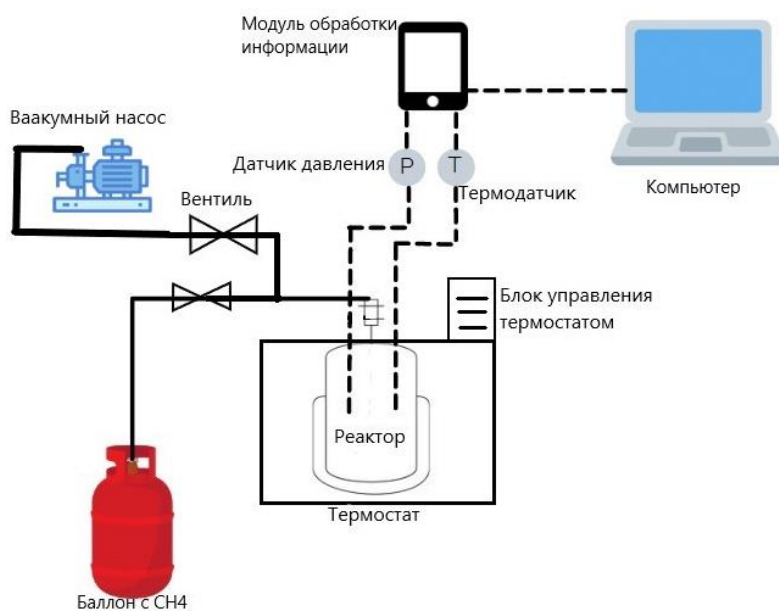 Модуль обработки
информации
Ваакумный насос
Датчик давления
P
T
Термодатчик
Компьютер
Вентиль
Блок управления
термостатом
Реактор
Термостат
Баллон с CH4